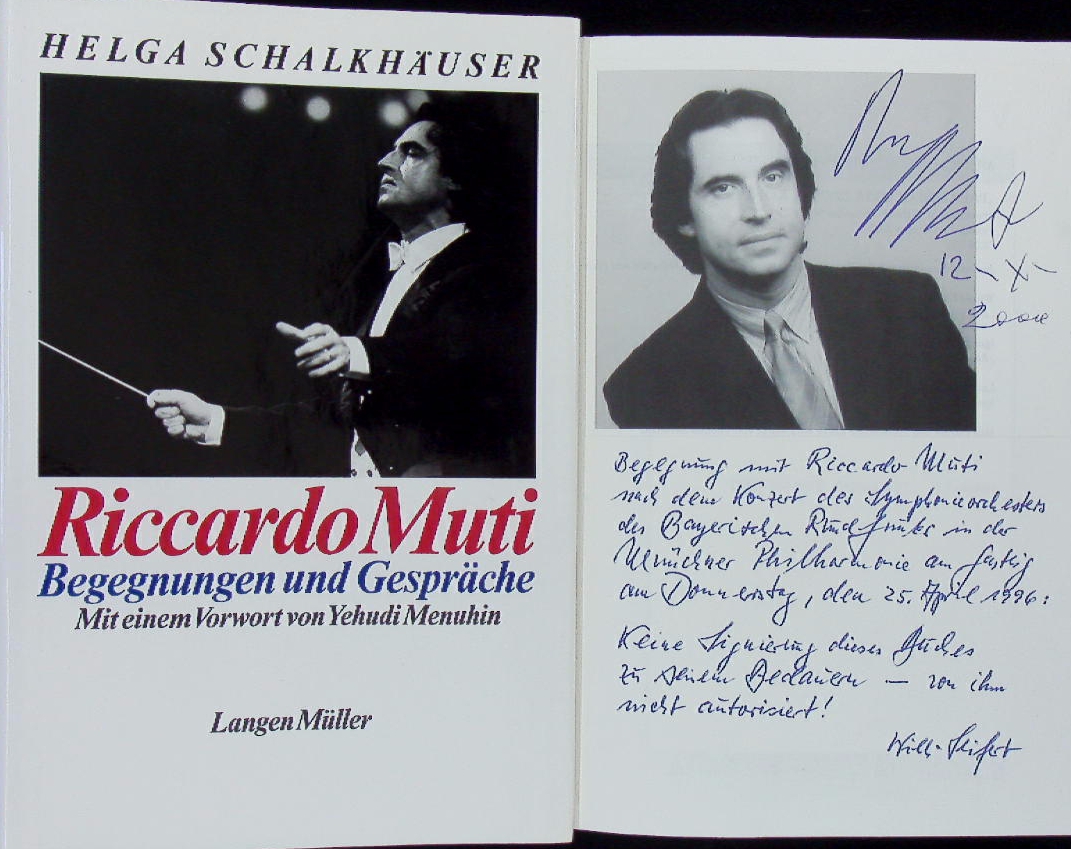 HELGA SCHALKHÄUSER
Riccardo Muti
Begegnungen und Gespräche
Mit einem Vorwort von Yehudi Menuhin
Langen Müller
12 - X -
2000
Begegnung mit Riccardo Muti
nach dem Konzert des Symphonieorchesters
des Bayerischen Rundfunks in der
Münchner Philharmonie am Gasteig
am Donnerstag, den 25. April 1996:
Keine Signierung dieses Buches
zu seinem Bedauern — von ihm
nicht autorisiert!
Willi Seifert